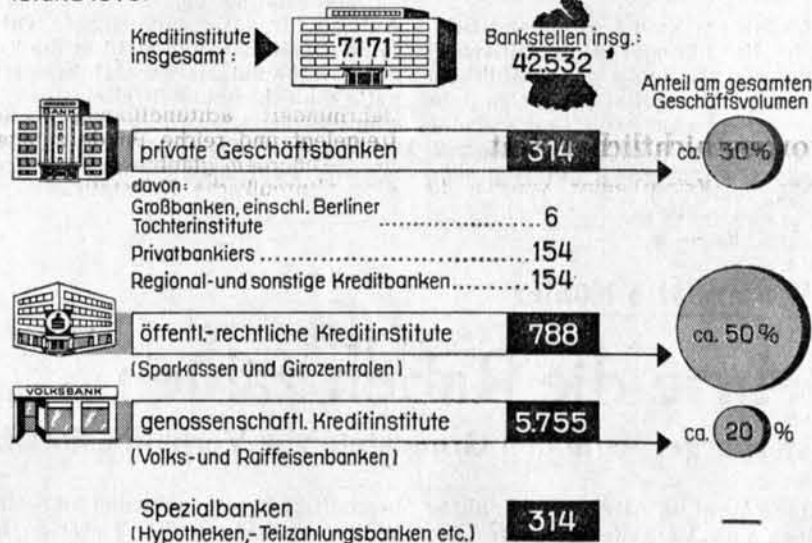 Kreditinstitute
insgesamt:
7.171
Bankstellen insg.:
42.532
Anteil am gesamten
Geschäftsvolumen
BANK
private Geschäftsbanken 314 ca. 30%
davon:
Großbanken, einschl. Berliner
Tochterinstitute 6
Privatbankiers 154
Regional-und sonstige Kreditbanken 154
öffentl.-rechtliche Kreditinstitute 788 ca. 50%
(Sparkassen und Girozentralen)
VOLKSBANK
genossenschaftl. Kreditinstitute 5.755 ca. 20%
(Volks-und Raiffeisenbanken)
Spezialbanken 314 —
(Hypotheken,-Teilzahlungsbanken etc.)